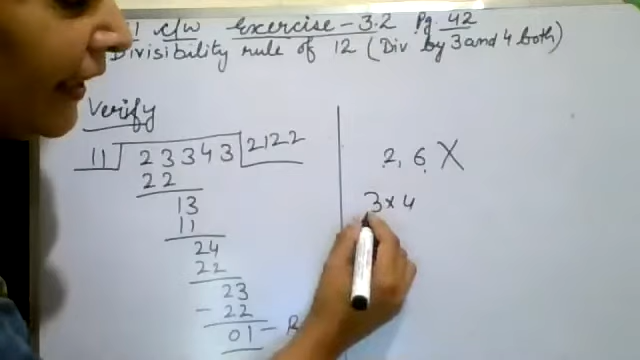 1 c/w Exercise - 3.2 Pg. 42
Divisibility rule of 12 (Div by 3 and 4 both)
Verify
11 23343 2122
22
13
11
24
22
23
- 22
01 - R
2, 6 X
3 × 4